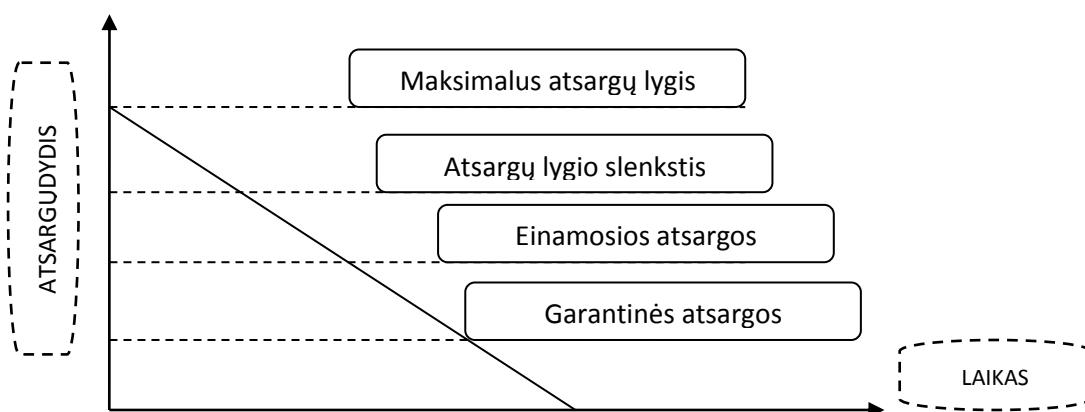 Maksimalus atsargų lygis
ATSARGUDYDIS
Atsargų lygio slenkstis
Einamosios atsargos
Garantinės atsargos
LAIKAS